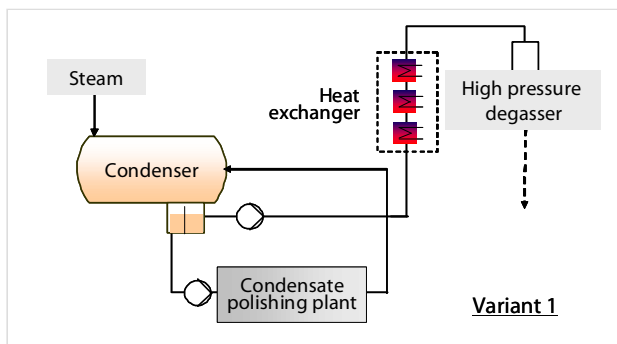 Steam
Heat
exchanger
High pressure
degasser
Condenser
Condensate
polishing plant
Variant 1